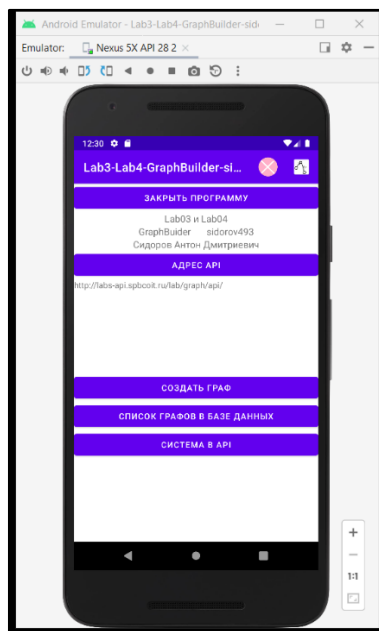 Android Emulator - Lab3-Lab4-GraphBuilder-sid
Emulator: Nexus 5X API 28 2
12:30
Lab3-Lab4-GraphBuilder-si...
ЗАКРЫТЬ ПРОГРАММУ
Lab03 и Lab04
GraphBuider sidorov493
Сидоров Антон Дмитриевич
АДРЕС API
http://labs-api.spbcoit.ru/lab/graph/api/
СОЗДАТЬ ГРАФ
СПИСОК ГРАФОВ В БАЗЕ ДАННЫХ
СИСТЕМА В API
1:1